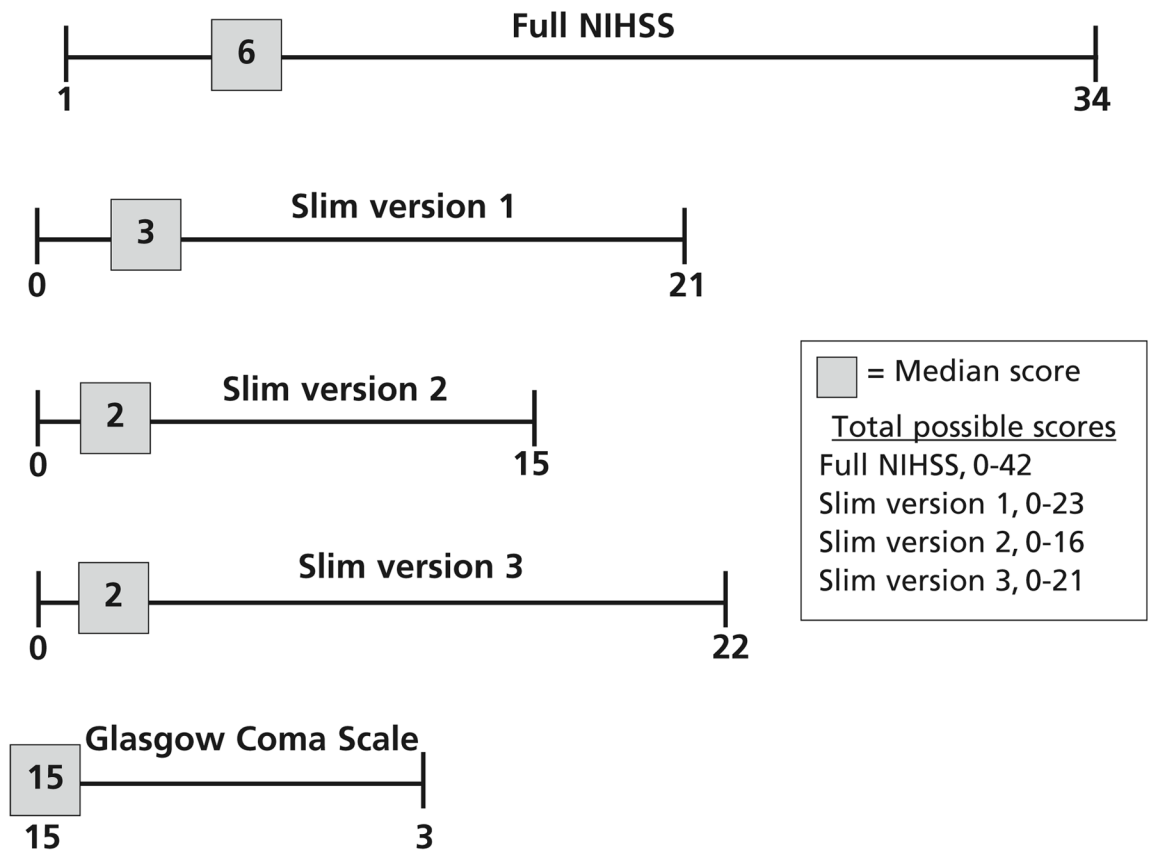 Full NIHSS
6
1
34
Slim version 1
3
0
21
Slim version 2
2
0
15
Slim version 3
2
0
22
Glasgow Coma Scale
15
15
3
= Median score
Total possible scores
Full NIHSS, 0-42
Slim version 1, 0-23
Slim version 2, 0-16
Slim version 3, 0-21